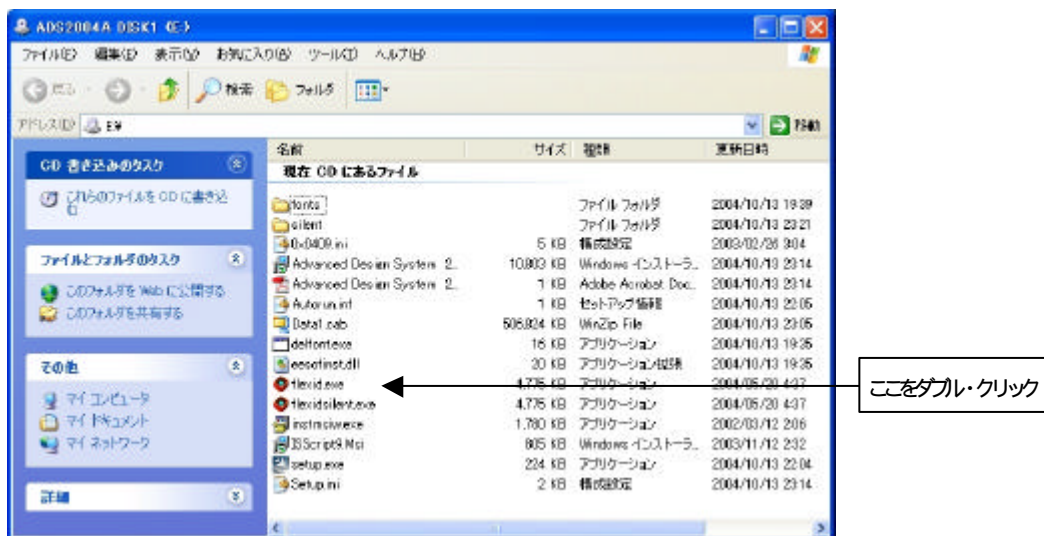 ADS2004A DISK1 (E:)
ファイル(F) 編集(E) 表示(V) お気に入り(A) ツール(T) ヘルプ(H)
戻る 検索 フォルダ
アドレス(D) E:¥ 移動
CD 書き込みのタスク
これらのファイルを CD に書き込
む
ファイルとフォルダのタスク
このフォルダを Web に公開する
このフォルダを共有する
その他
マイ コンピュータ
マイ ドキュメント
マイ ネットワーク
詳細
名前 サイズ 種類 更新日時
現在 CD にあるファイル
fonts ファイル フォルダ 2004/10/13 19:39
silent ファイル フォルダ 2004/10/13 23:21
0x0409.ini 5 KB 構成設定 2003/02/26 3:04
Advanced Design System 2... 10,803 KB Windows インストーラ... 2004/10/13 23:14
Advanced Design System 2... 1 KB Adobe Acrobat Doc... 2004/10/13 23:14
Autorun.inf 1 KB セットアップ情報 2004/10/13 22:05
Data1.cab 506,824 KB WinZip File 2004/10/13 23:05
delfont.exe 16 KB アプリケーション 2004/10/13 19:35
eesofinst.dll 20 KB アプリケーション拡張 2004/10/13 19:35
flexid.exe 4,776 KB アプリケーション 2004/05/20 4:37
flexidsilent.exe 4,776 KB アプリケーション 2004/05/20 4:37
instmsiw.exe 1,780 KB アプリケーション 2002/03/12 2:06
ISScript9.Msi 805 KB Windows インストーラ... 2003/11/12 2:32
setup.exe 224 KB アプリケーション 2004/10/13 22:04
Setup.ini 2 KB 構成設定 2004/10/13 23:14
ここをダブル・クリック